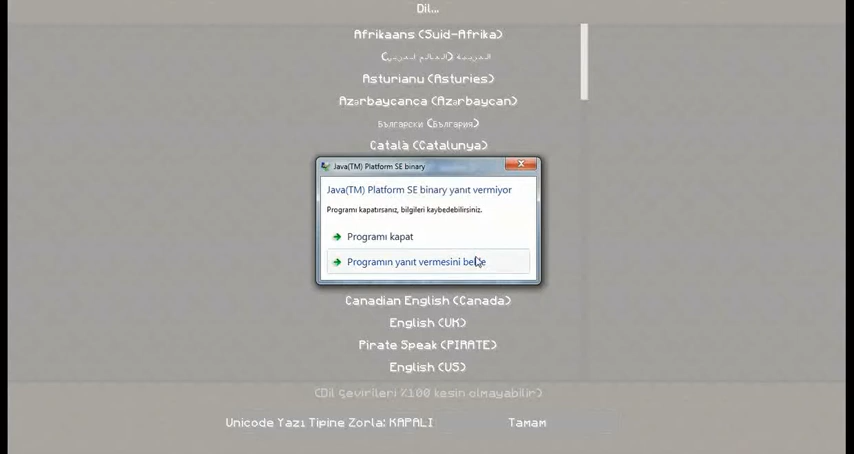 Dil...
Afrikaans (Suid-Afrika)
Asturianu (Asturies)
Azərbaycanca (Azərbaycan)
Български (България)
Català (Catalunya)
Java(TM) Platform SE binary
Java(TM) Platform SE binary yanıt vermiyor
Programı kapatırsanız, bilgileri kaybedebilirsiniz.
Programı kapat
Programın yanıt vermesini bekle
Canadian English (Canada)
English (UK)
Pirate Speak (PIRATE)
English (US)
(Dil çevirileri %100 kesin olmayabilir)
Unicode Yazı Tipine Zorla: KAPALI
Tamam